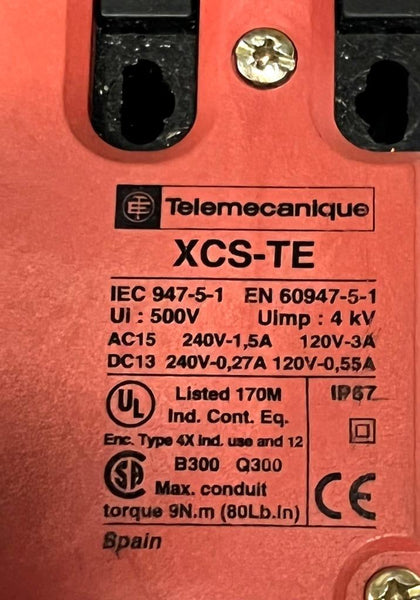 Telemecanique
XCS-TE
IEC 947-5-1 EN 60947-5-1
Ui : 500V Uimp : 4 kV
AC15 240V-1,5A 120V-3A
DC13 240V-0,27A 120V-0,55A
UL Listed 170M IP67
Ind. Cont. Eq.
Enc. Type 4X ind. use and 12
SA B300 Q300
Max. conduit CE
torque 9N.m (80Lb.In)
Spain